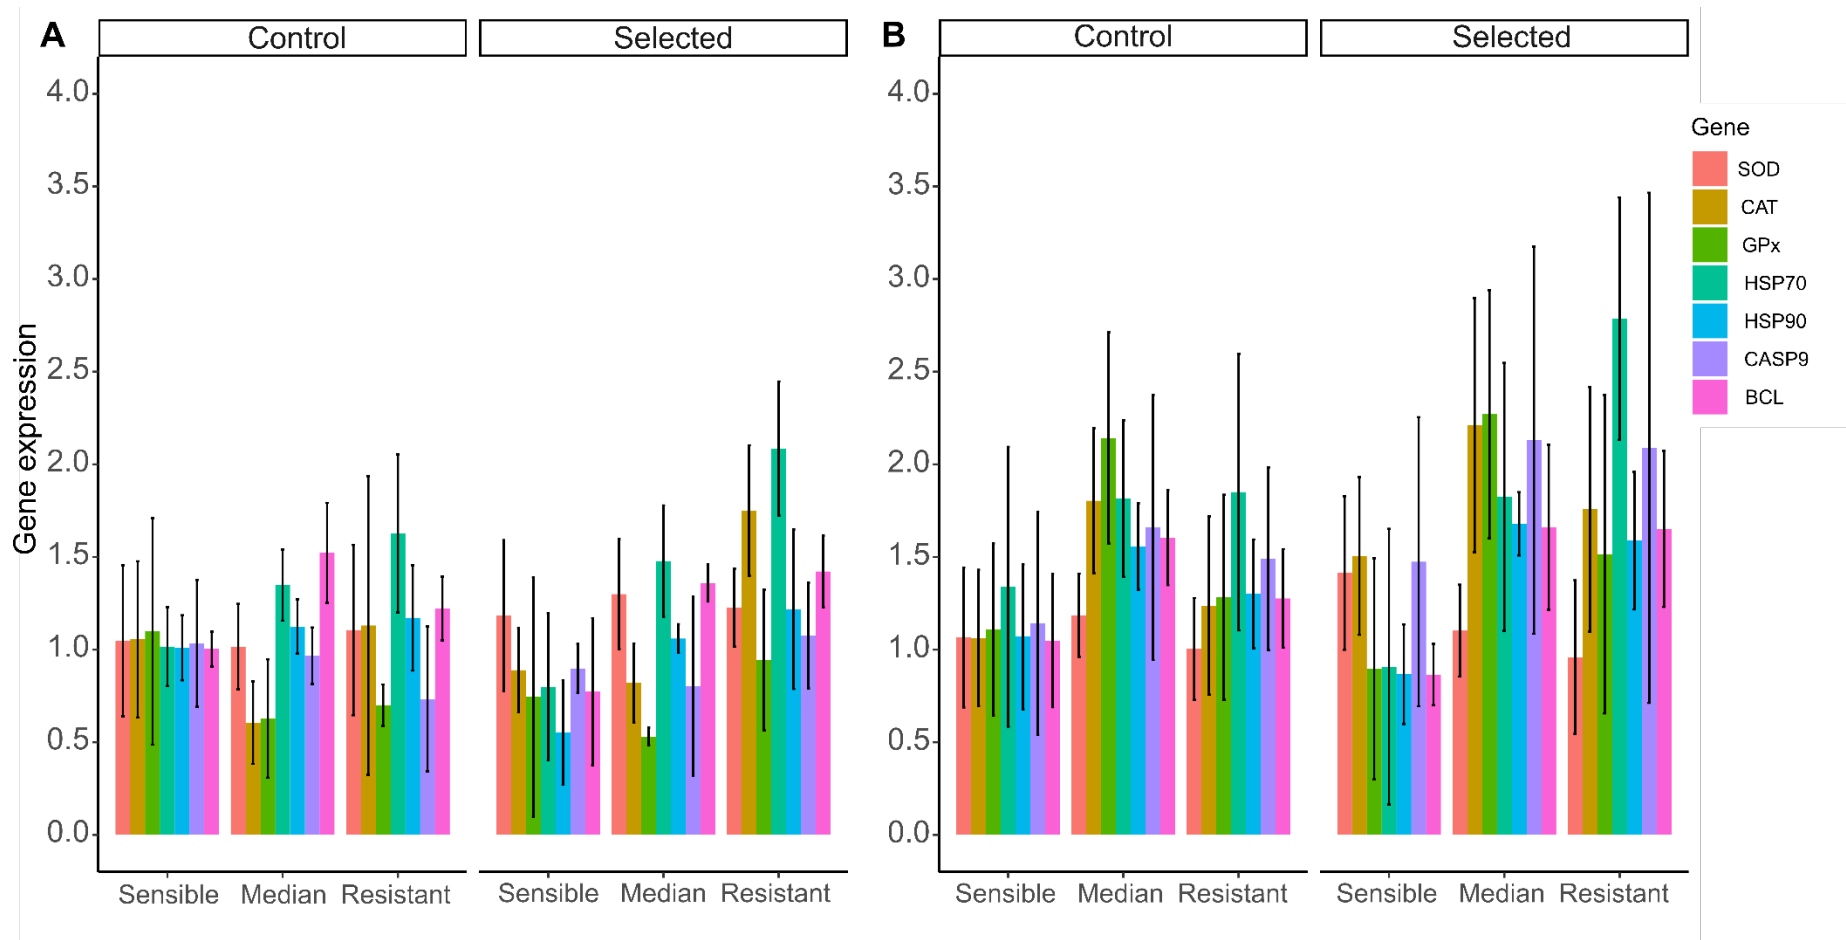 A
Control
Selected
B
Control
Selected
Gene expression
4.0
3.5
3.0
2.5
2.0
1.5
1.0
0.5
0.0
Sensible
Median
Resistant
Sensible
Median
Resistant
4.0
3.5
3.0
2.5
2.0
1.5
1.0
0.5
0.0
Sensible
Median
Resistant
Sensible
Median
Resistant
Gene
SOD
CAT
GPx
HSP70
HSP90
CASP9
BCL